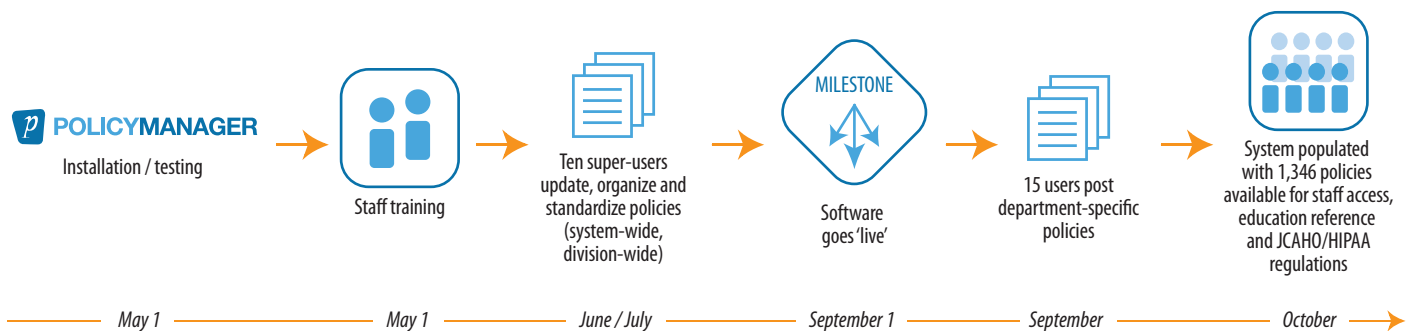 p POLICYMANAGER
Installation / testing
Staff training
Ten super-users
update, organize and
standardize policies
(system-wide,
division-wide)
MILESTONE
Software
goes 'live'
15 users post
department-specific
policies
System populated
with 1,346 policies
available for staff access,
education reference
and JCAHO/HIPAA
regulations
May 1
May 1
June / July
September 1
September
October